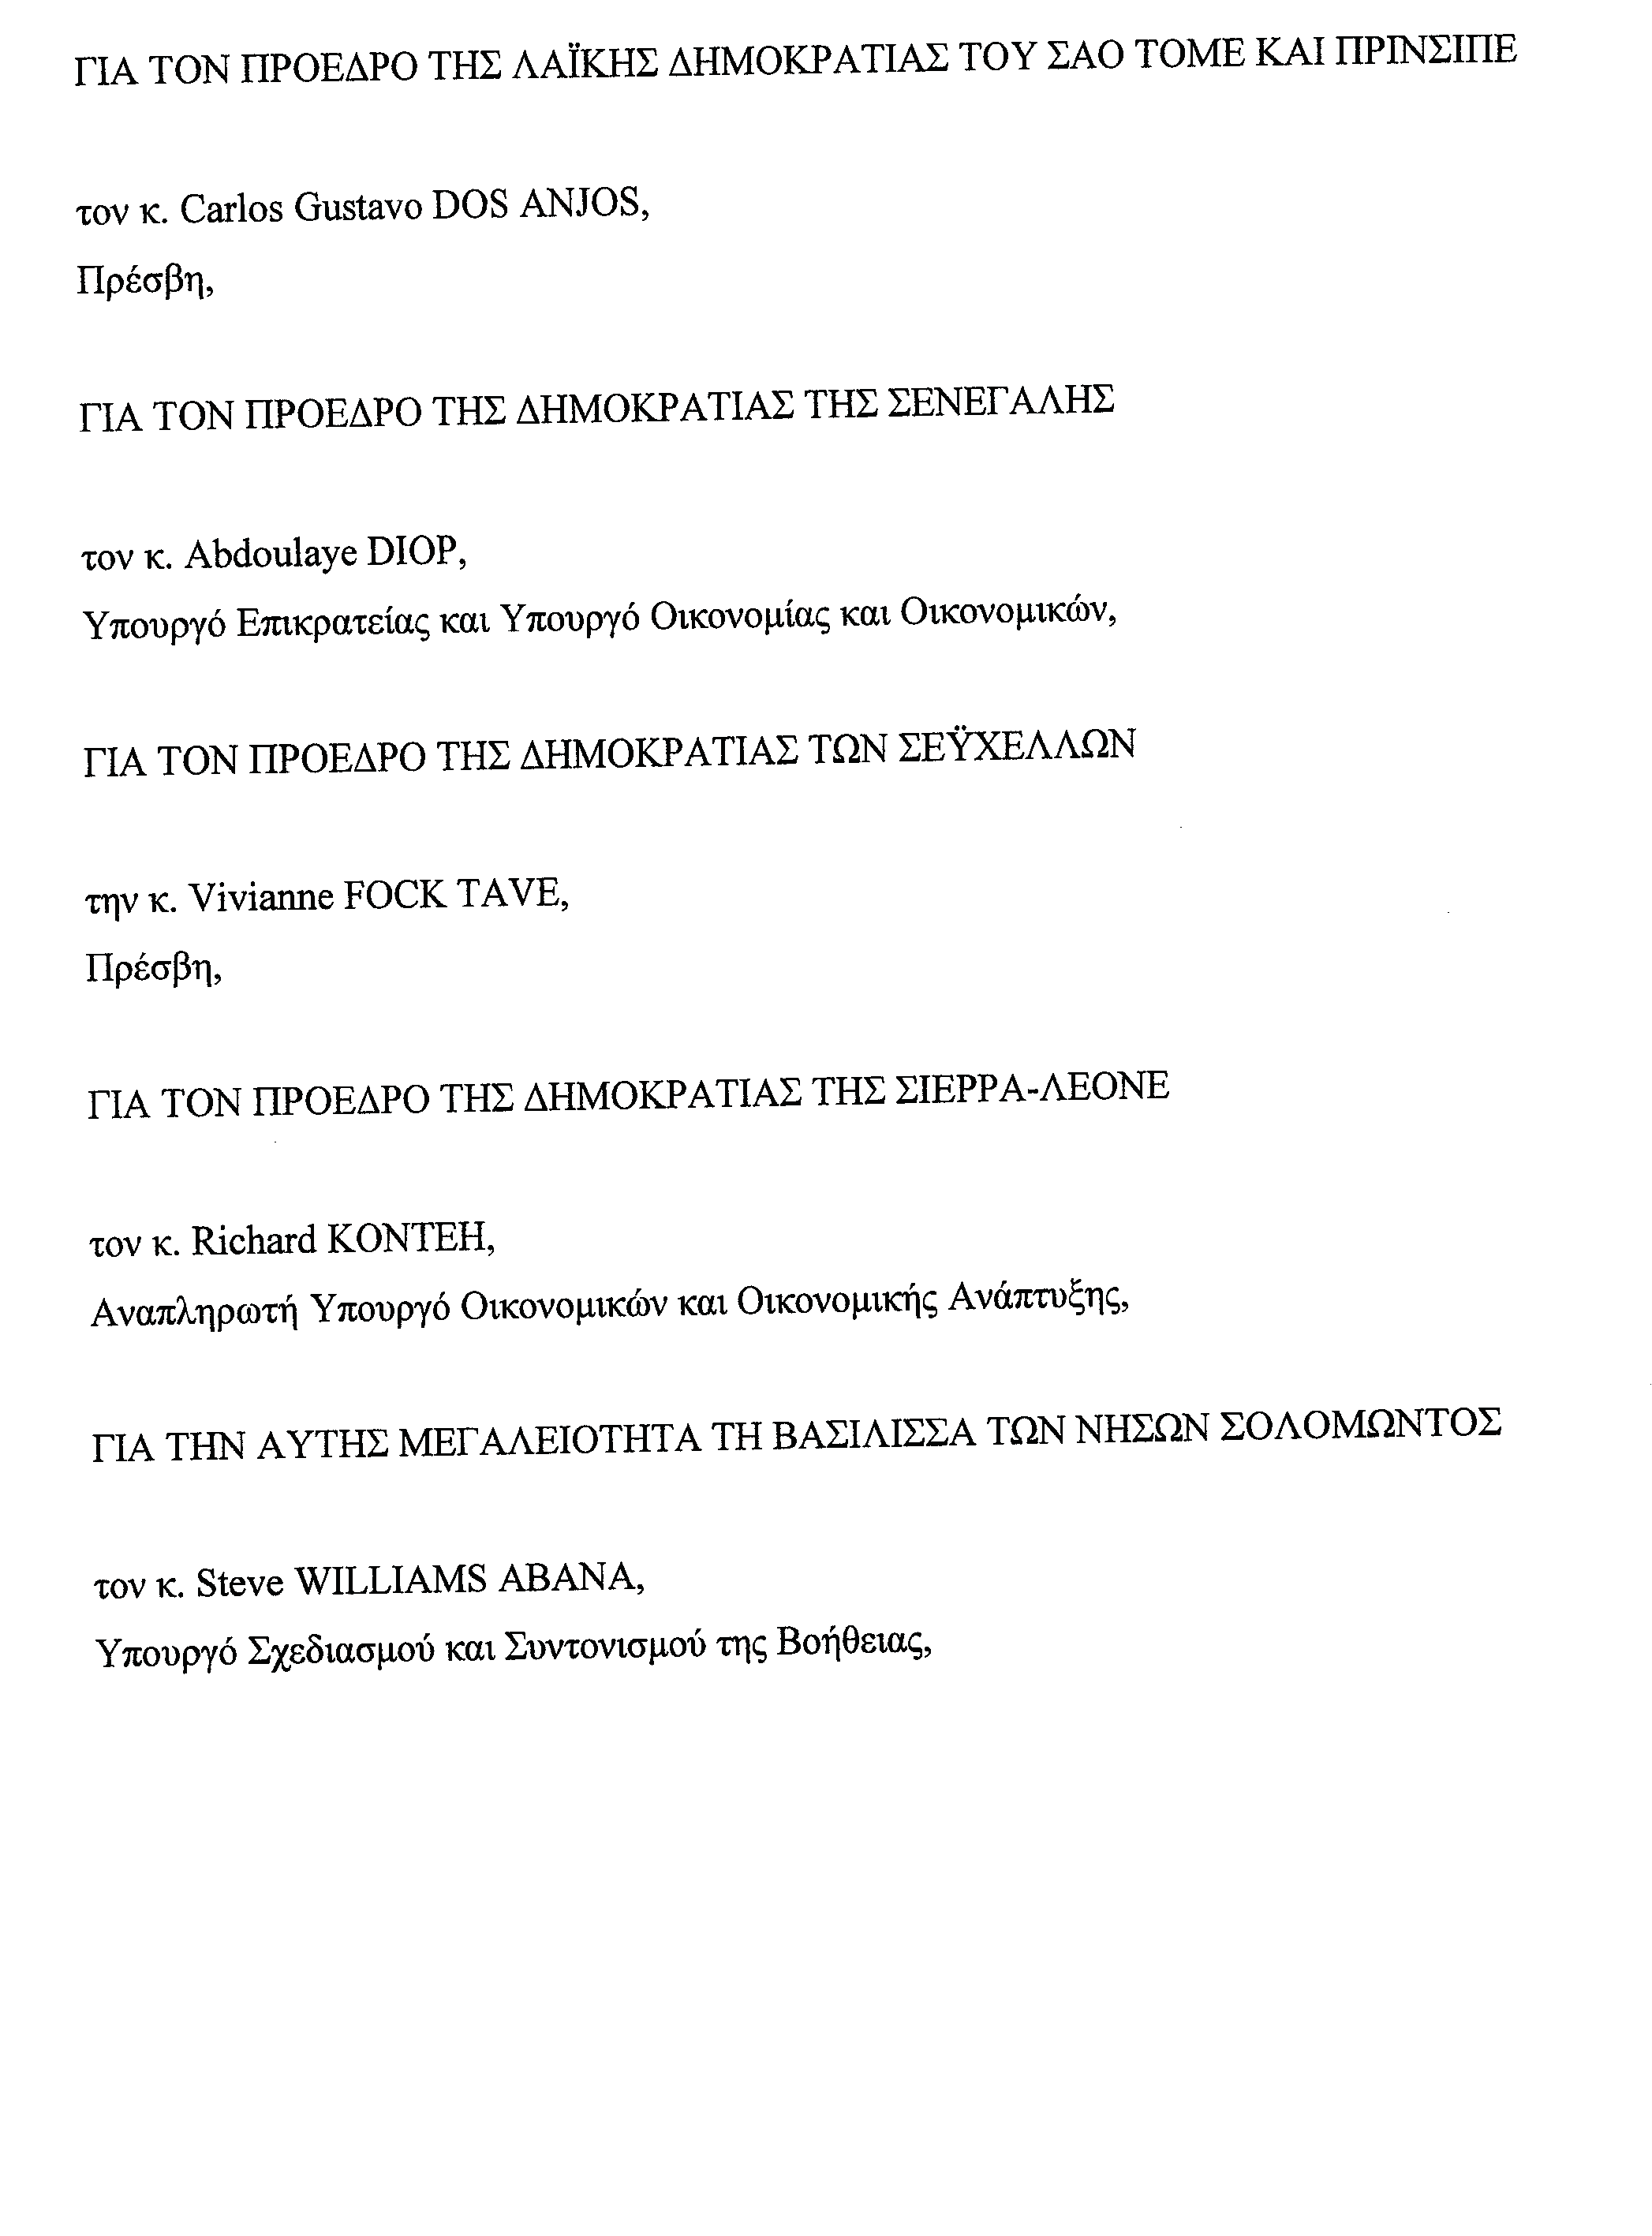 ΓΙΑ ΤΟΝ ΠΡΟΕΔΡΟ ΤΗΣ ΛΑΪΚΗΣ ΔΗΜΟΚΡΑΤΙΑΣ ΤΟΥ ΣΑΟ ΤΟΜΕ ΚΑΙ ΠΡΙΝΣΙΠΕ
τον κ. Carlos Gustavo DOS ANJOS,
Πρέσβη,
ΓΙΑ ΤΟΝ ΠΡΟΕΔΡΟ ΤΗΣ ΔΗΜΟΚΡΑΤΙΑΣ ΤΗΣ ΣΕΝΕΓΑΛΗΣ
τον κ. Abdoulaye DIOP,
Υπουργό Επικρατείας και Υπουργό Οικονομίας και Οικονομικών,
ΓΙΑ ΤΟΝ ΠΡΟΕΔΡΟ ΤΗΣ ΔΗΜΟΚΡΑΤΙΑΣ ΤΩΝ ΣΕΫΧΕΛΛΩΝ
την κ. Vivianne FOCK TAVE,
Πρέσβη,
ΓΙΑ ΤΟΝ ΠΡΟΕΔΡΟ ΤΗΣ ΔΗΜΟΚΡΑΤΙΑΣ ΤΗΣ ΣΙΕΡΡΑ-ΛΕΟΝΕ
τον κ. Richard KONTEH,
Αναπληρωτή Υπουργό Οικονομικών και Οικονομικής Ανάπτυξης,
ΓΙΑ ΤΗΝ ΑΥΤΗΣ ΜΕΓΑΛΕΙΟΤΗΤΑ ΤΗ ΒΑΣΙΛΙΣΣΑ ΤΩΝ ΝΗΣΩΝ ΣΟΛΟΜΩΝΤΟΣ
τον κ. Steve WILLIAMS ABANA,
Υπουργό Σχεδιασμού και Συντονισμού της Βοήθειας,